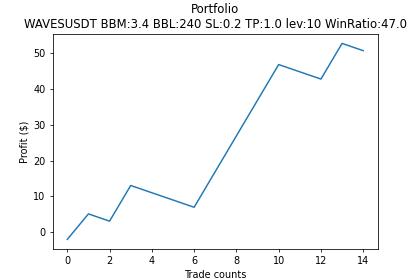 Portfolio
WAVESUSDT BBM:3.4 BBL:240 SL:0.2 TP:1.0 lev:10 WinRatio:47.0
Profit ($)
50
40
30
20
10
0
0 2 4 6 8 10 12 14
Trade counts